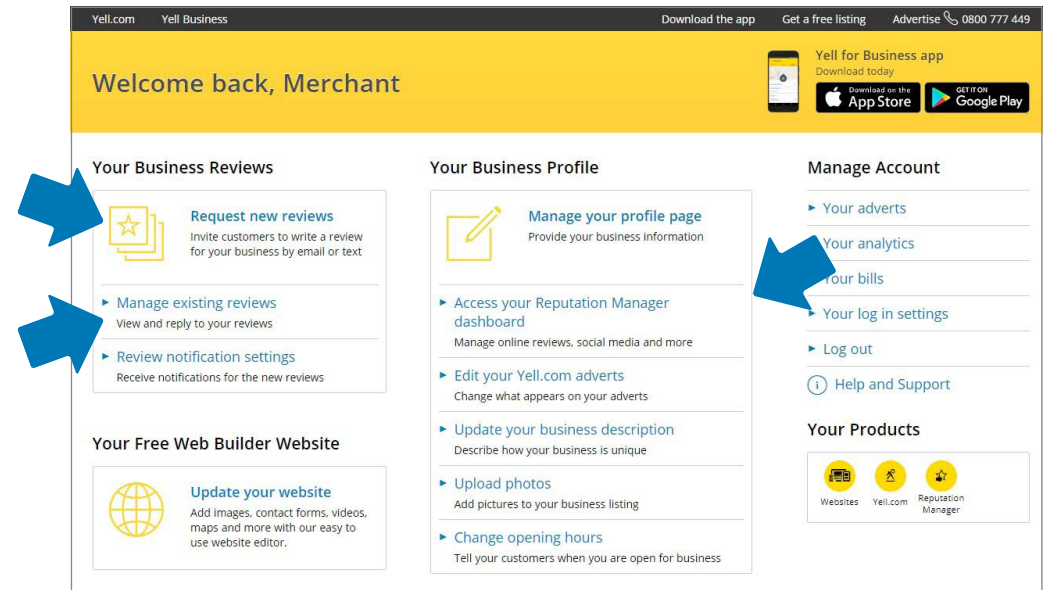 Yell.com Yell Business Download the app Get a free listing Advertise 0800 777 449
Welcome back, Merchant
Yell for Business app
Download today
Download on the
App Store
GET IT ON
Google Play
Your Business Reviews
Request new reviews
Invite customers to write a review
for your business by email or text
Manage existing reviews
View and reply to your reviews
Review notification settings
Receive notifications for the new reviews
Your Free Web Builder Website
Update your website
Add images, contact forms, videos,
maps and more with our easy to
use website editor.
Your Business Profile
Manage your profile page
Provide your business information
Access your Reputation Manager
dashboard
Manage online reviews, social media and more
Edit your Yell.com adverts
Change what appears on your adverts
Update your business description
Describe how your business is unique
Upload photos
Add pictures to your business listing
Change opening hours
Tell your customers when you are open for business
Manage Account
Your adverts
Your analytics
Your bills
Your log in settings
Log out
Help and Support
Your Products
Websites
Yell.com
Reputation
Manager